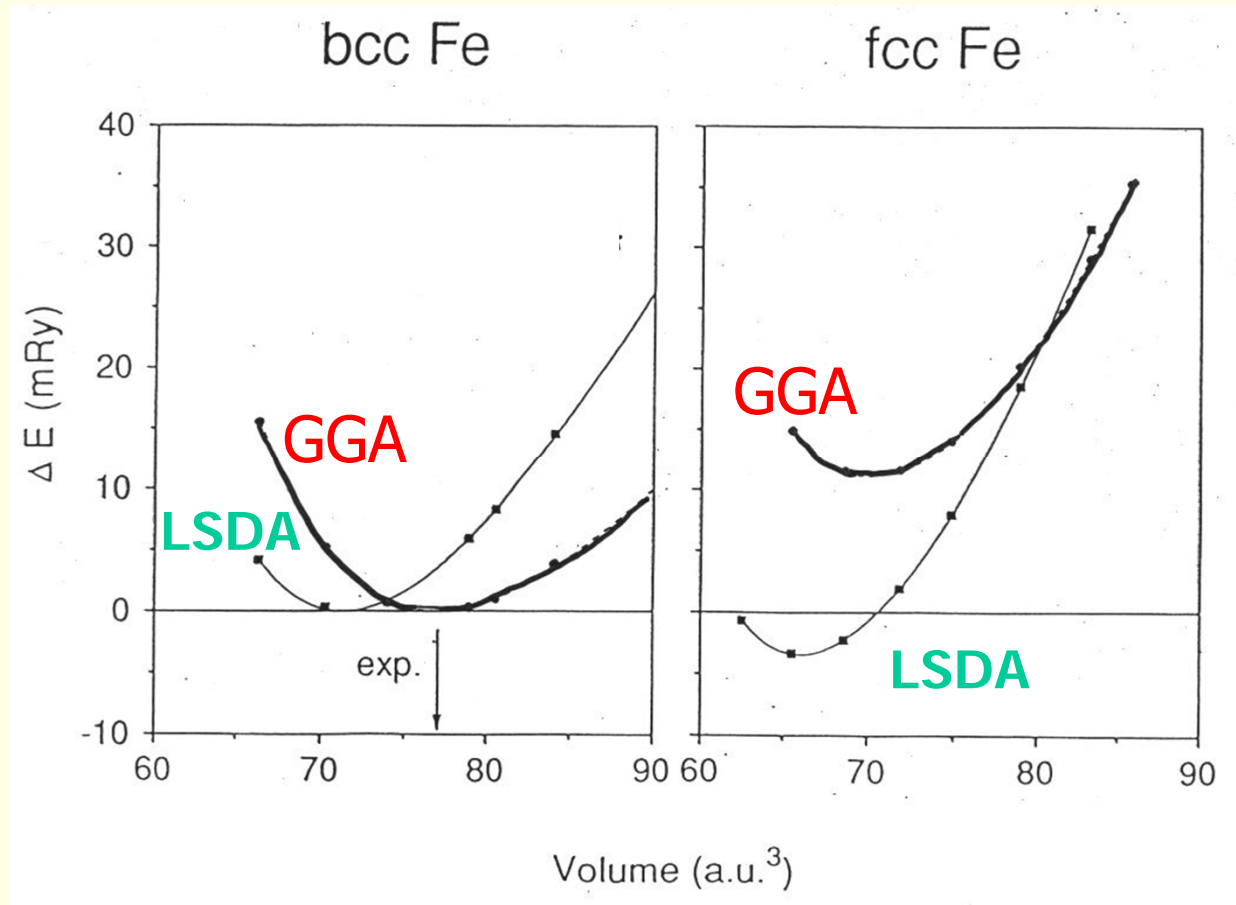 bcc Fe
fcc Fe
40
30
20
10
0
-10
Δ E (mRy)
GGA
LSDA
exp.
60 70 80 90
GGA
LSDA
60 70 80 90
Volume (a.u.³)